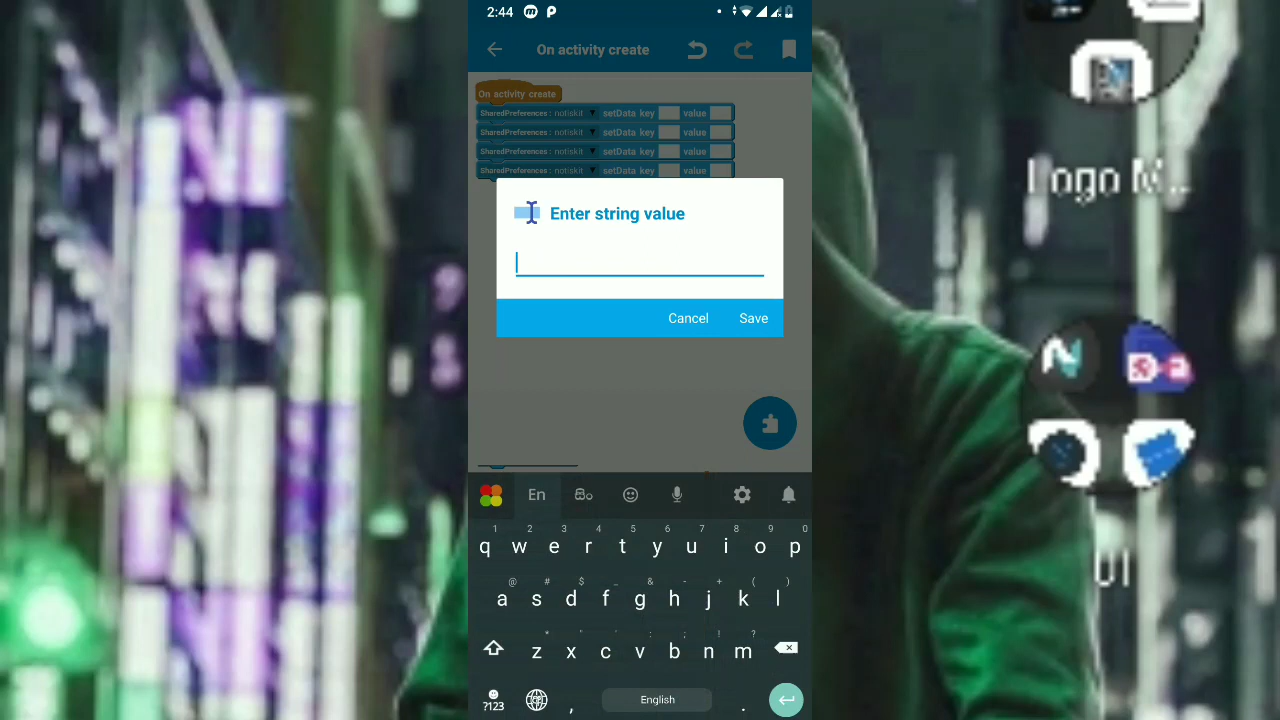 2:44
On activity create
On activity create
SharedPreferences: notiskit setData key value
SharedPreferences: notiskit setData key value
SharedPreferences: notiskit setData key value
SharedPreferences: notiskit setData key value
Enter string value
Cancel Save
En
1 2 3 4 5 6 7 8 9 0
q w e r t y u i o p
@ # $ _ & - + ( )
a s d f g h j k l
* " ' : ; ! ?
z x c v b n m
?123 , English .
Logo M...
UI